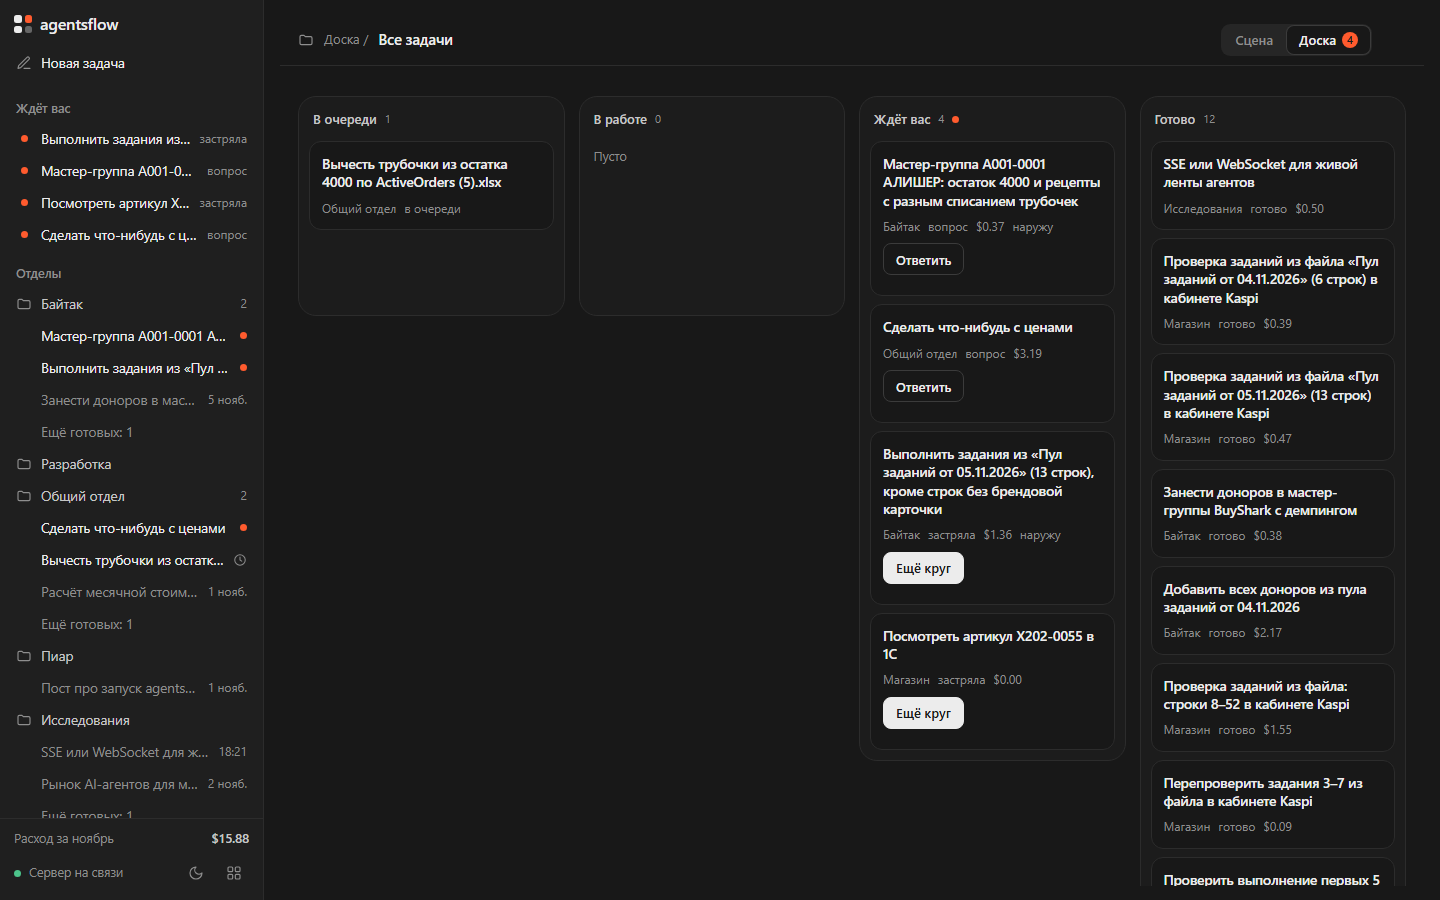 agentsflow
Новая задача
Ждёт вас
Выполнить задания из... застряла
Мастер-группа A001-0... вопрос
Посмотреть артикул X... застряла
Сделать что-нибудь с ц... вопрос
Отделы
Байтак 2
Мастер-группа A001-0001 А...
Выполнить задания из «Пул ...
Занести доноров в мас... 5 нояб.
Ещё готовых: 1
Разработка
Общий отдел 2
Сделать что-нибудь с ценами
Вычесть трубочки из остатк...
Расчёт месячной стоим... 1 нояб.
Ещё готовых: 1
Пиар
Пост про запуск agents... 1 нояб.
Исследования
SSE или WebSocket для ж... 18:21
Рынок AI-агентов для м... 2 нояб.
Ещё готовых: 1
Расход за ноябрь $15.88
Сервер на связи
Доска / Все задачи
Сцена Доска 4
В очереди 1
Вычесть трубочки из остатка
4000 по ActiveOrders (5).xlsx
Общий отдел в очереди
В работе 0
Пусто
Ждёт вас 4
Мастер-группа A001-0001
АЛИШЕР: остаток 4000 и рецепты
с разным списанием трубочек
Байтак вопрос $0.37 наружу
Ответить
Сделать что-нибудь с ценами
Общий отдел вопрос $3.19
Ответить
Выполнить задания из «Пул
заданий от 05.11.2026» (13 строк),
кроме строк без брендовой
карточки
Байтак застряла $1.36 наружу
Ещё круг
Посмотреть артикул X202-0055 в
1С
Магазин застряла $0.00
Ещё круг
Готово 12
SSE или WebSocket для живой
ленты агентов
Исследования готово $0.50
Проверка заданий из файла «Пул
заданий от 04.11.2026» (6 строк) в
кабинете Kaspi
Магазин готово $0.39
Проверка заданий из файла «Пул
заданий от 05.11.2026» (13 строк)
в кабинете Kaspi
Магазин готово $0.47
Занести доноров в мастер-
группы BuyShark с демпингом
Байтак готово $0.38
Добавить всех доноров из пула
заданий от 04.11.2026
Байтак готово $2.17
Проверка заданий из файла:
строки 8–52 в кабинете Kaspi
Магазин готово $1.55
Перепроверить задания 3–7 из
файла в кабинете Kaspi
Магазин готово $0.09
Проверить выполнение первых 5